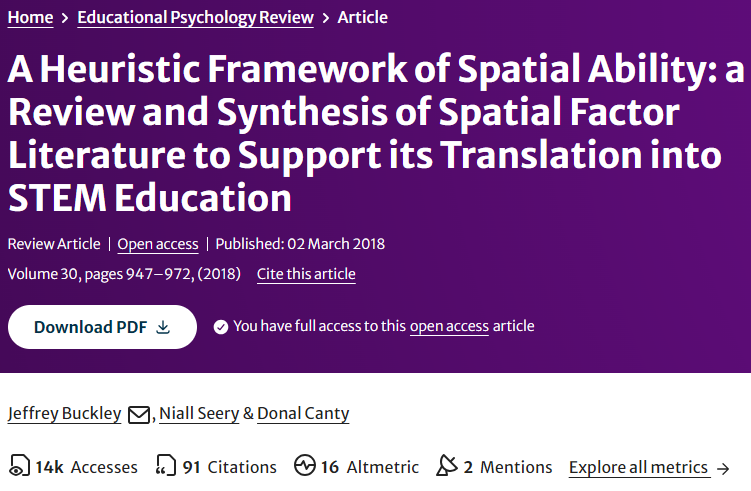 Home > Educational Psychology Review > Article
A Heuristic Framework of Spatial Ability: a
Review and Synthesis of Spatial Factor
Literature to Support its Translation into
STEM Education
Review Article | Open access | Published: 02 March 2018
Volume 30, pages 947–972, (2018) Cite this article
Download PDF
You have full access to this open access article
Jeffrey Buckley, Niall Seery & Donal Canty
14k Accesses 91 Citations 16 Altmetric 2 Mentions Explore all metrics →